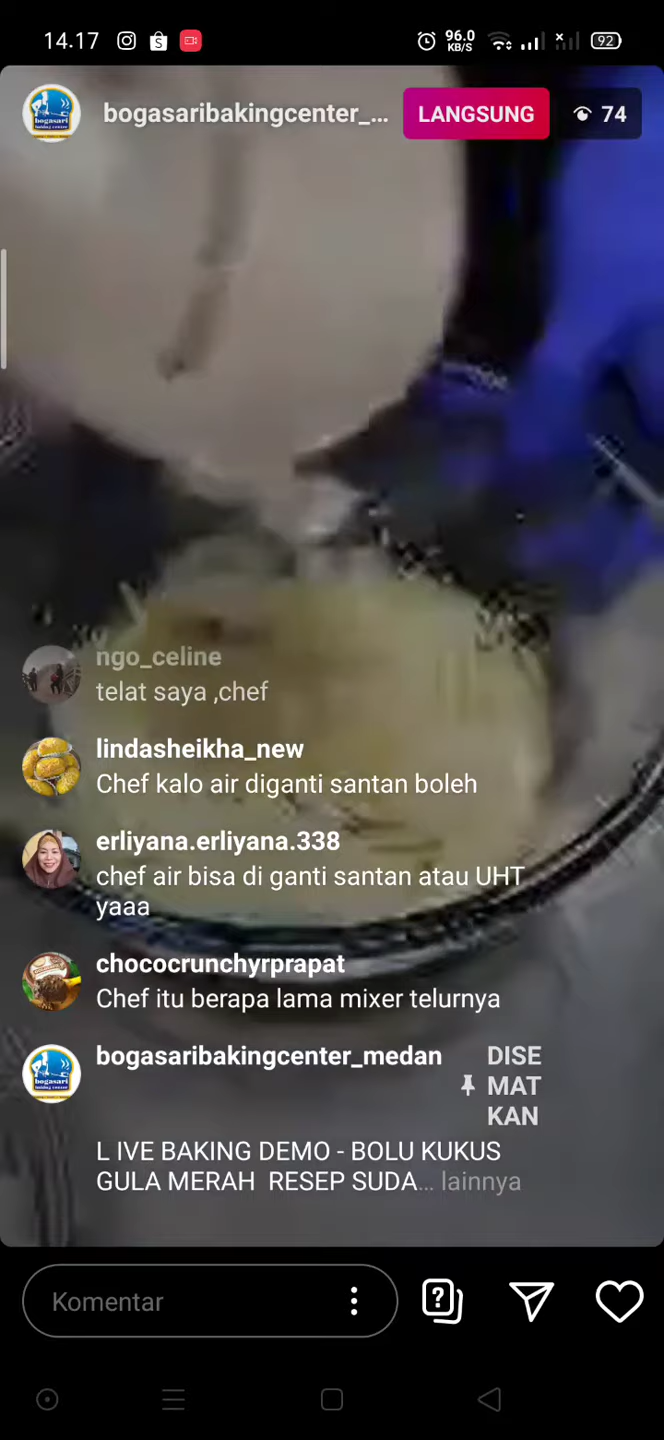 14.17
96.0
KB/S
92
bogasaribakingcenter_...
LANGSUNG
74
ngo_celine
telat saya ,chef
lindasheikha_new
Chef kalo air diganti santan boleh
erliyana.erliyana.338
chef air bisa di ganti santan atau UHT
yaaa
chococrunchyrprapat
Chef itu berapa lama mixer telurnya
bogasaribakingcenter_medan
DISE
MAT
KAN
L IVE BAKING DEMO - BOLU KUKUS
GULA MERAH  RESEP SUDA... lainnya
Komentar